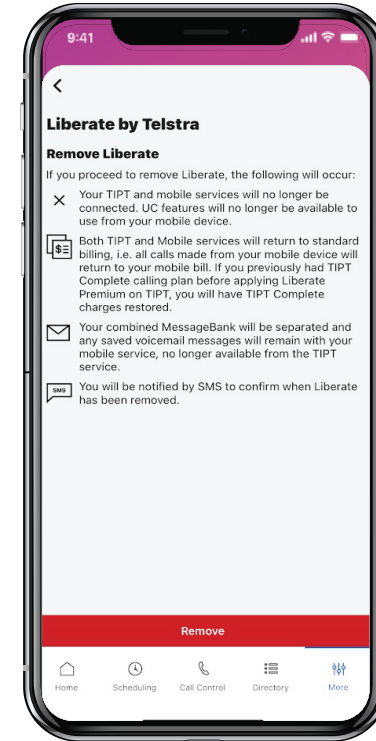 9:41
Liberate by Telstra
Remove Liberate
If you proceed to remove Liberate, the following will occur:
Your TIPT and mobile services will no longer be
connected. UC features will no longer be available to
use from your mobile device.
Both TIPT and Mobile services will return to standard
billing, i.e. all calls made from your mobile device will
return to your mobile bill. If you previously had TIPT
Complete calling plan before applying Liberate
Premium on TIPT, you will have TIPT Complete
charges restored.
Your combined MessageBank will be separated and
any saved voicemail messages will remain with your
mobile service, no longer available from the TIPT
service.
SMS
You will be notified by SMS to confirm when Liberate
has been removed.
Remove
Home Scheduling Call Control Directory More